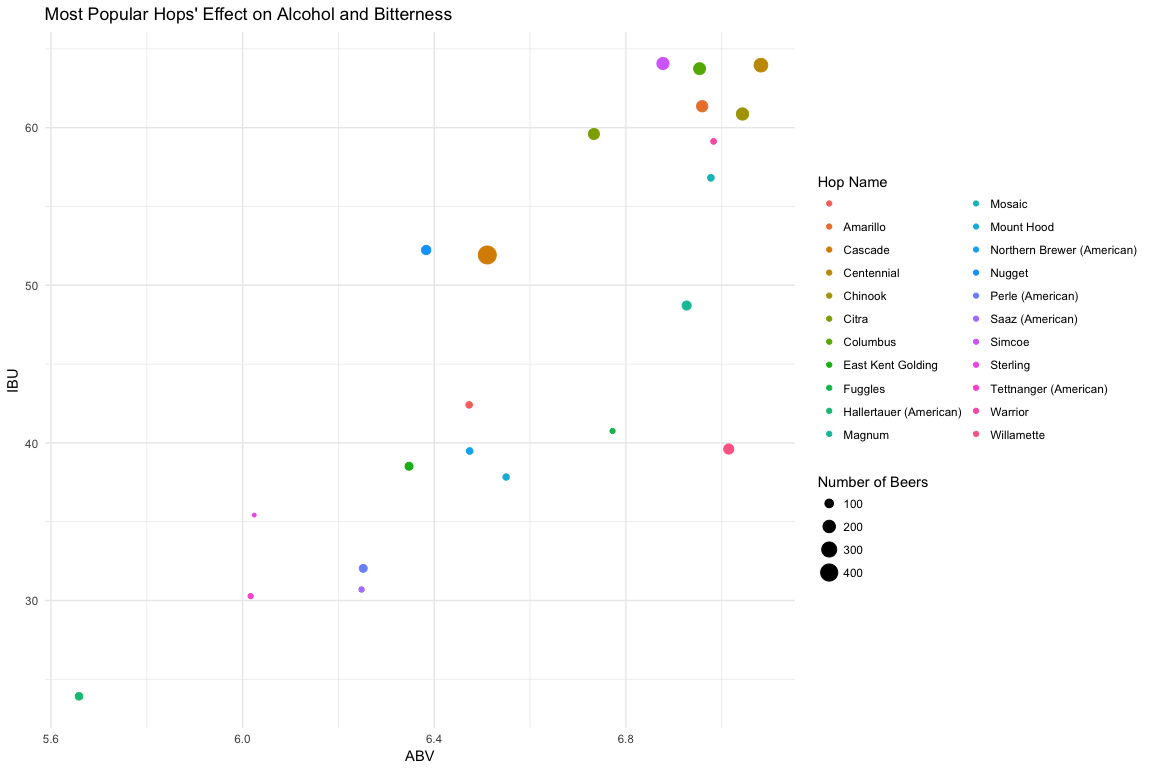 Most Popular Hops' Effect on Alcohol and Bitterness
60
50
40
30
IBU
5.6
6.0
6.4
6.8
ABV
Hop Name
Amarillo
Cascade
Centennial
Chinook
Citra
Columbus
East Kent Golding
Fuggles
Hallertauer (American)
Magnum
Mosaic
Mount Hood
Northern Brewer (American)
Nugget
Perle (American)
Saaz (American)
Simcoe
Sterling
Tettnanger (American)
Warrior
Willamette
Number of Beers
100
200
300
400